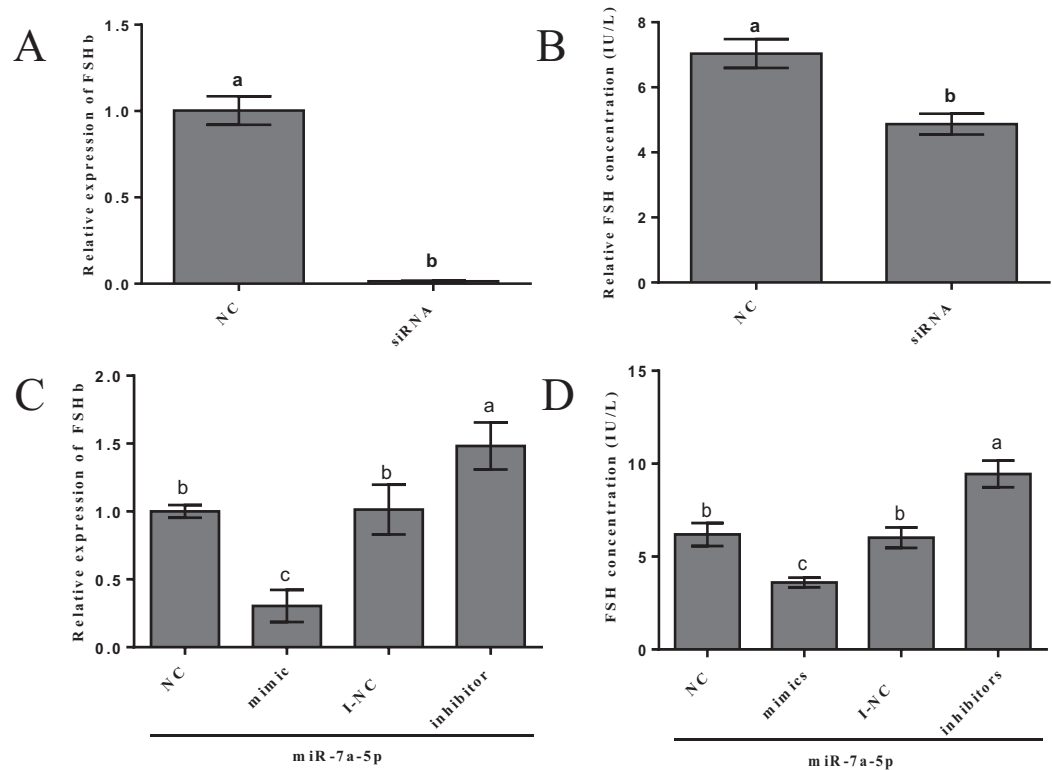 A
Relative expression of FSHb
1.5
1.0
0.5
0.0
a
b
NC
siRNA
B
Relative FSH concentration (IU/L)
8
6
4
2
0
a
b
NC
siRNA
C
Relative expression of FSHb
2.0
1.5
1.0
0.5
0.0
b
c
b
a
NC
mimic
I-NC
inhibitor
miR-7a-5p
D
FSH concentration (IU/L)
15
10
5
0
b
c
b
a
NC
mimics
I-NC
inhibitors
miR-7a-5p